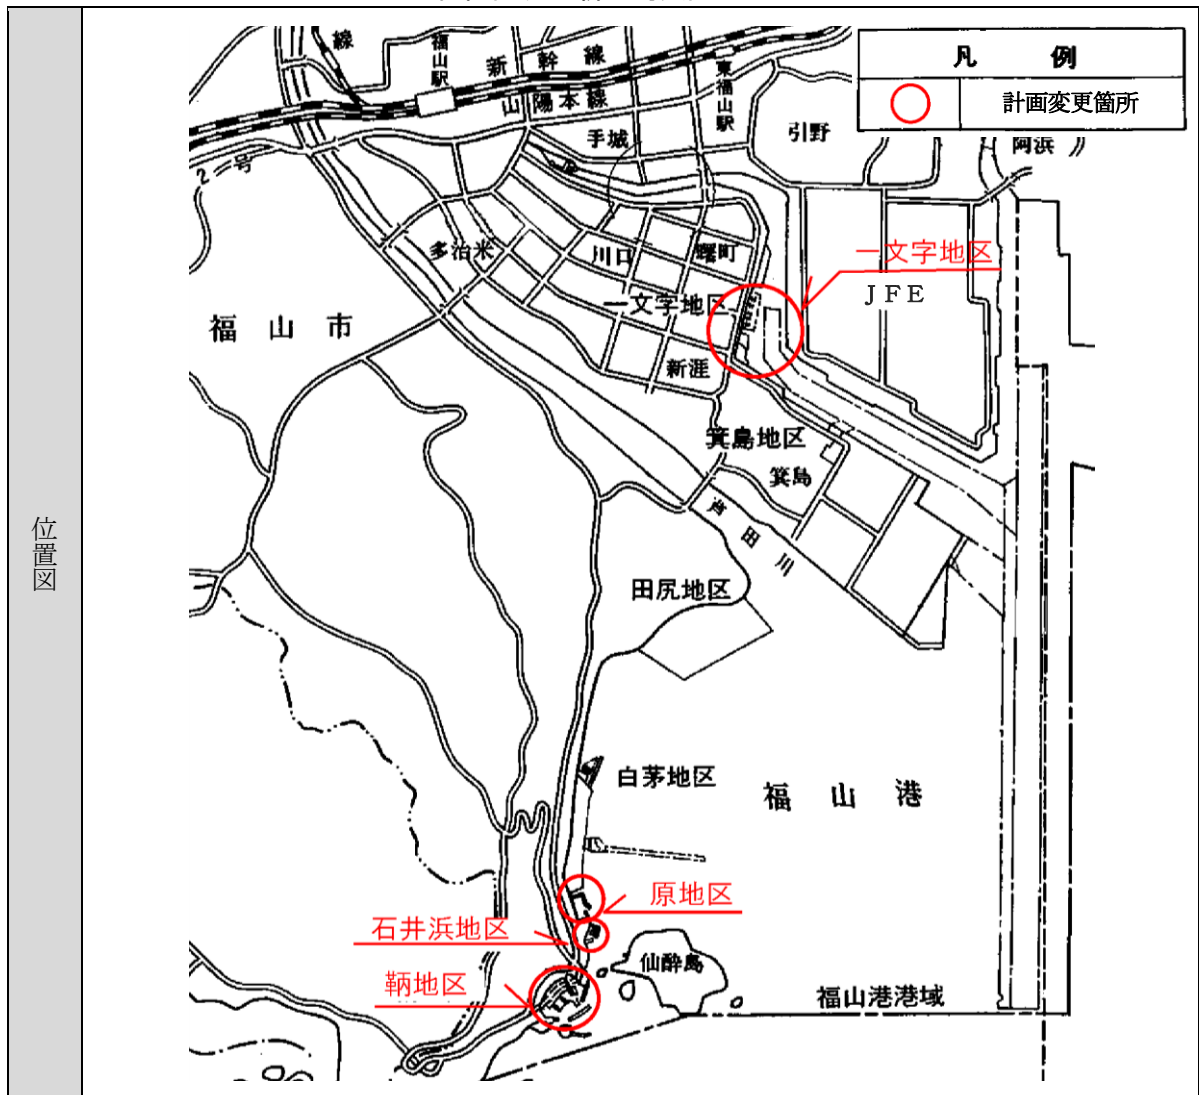 位置図
凡 例
計画変更箇所
線
福山駅
新幹線
山陽本線
東福山駅
2号
手城
引野
阿浜
多治米
川口
曙町
一文字地区
一文字地区
JFE
福山市
新涯
箕島地区
箕島
芦田川
田尻地区
白茅地区
福山港
原地区
石井浜地区
仙酔島
鞆地区
福山港港域